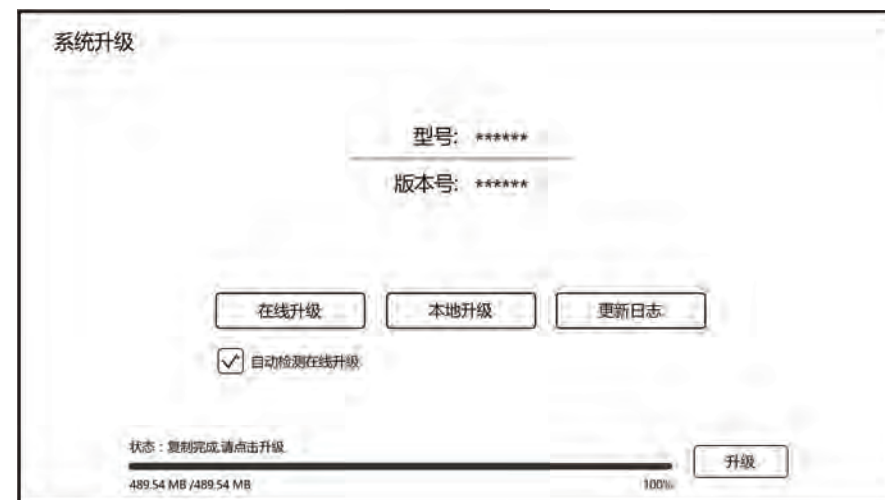 系统升级
型号: ******
版本号: ******
在线升级 本地升级 更新日志
自动检测在线升级
状态：复制完成,请点击升级
升级
489.54 MB /489.54 MB 100%